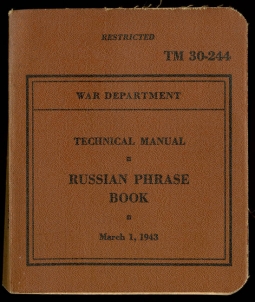 RESTRICTED
TM 30-244
WAR DEPARTMENT
TECHNICAL MANUAL
RUSSIAN PHRASE
BOOK
March 1, 1943